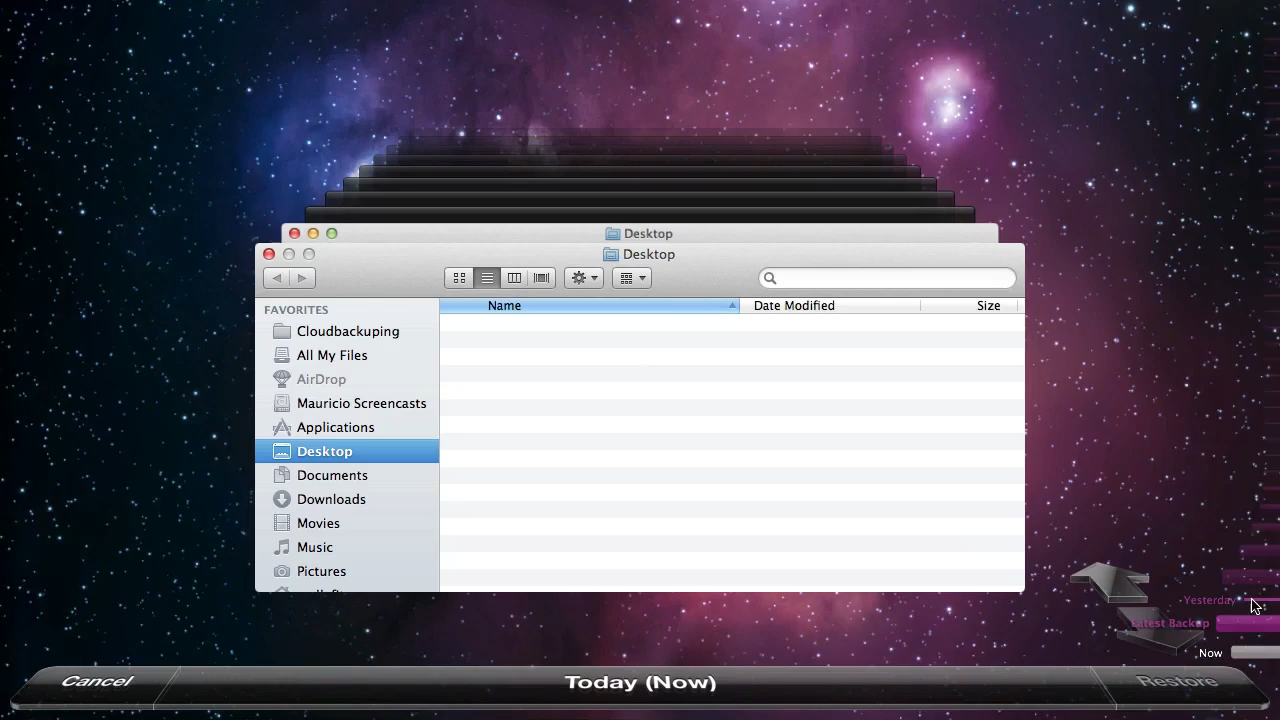 Desktop
Desktop
Name
Date Modified
Size
FAVORITES
Cloudbackuping
All My Files
AirDrop
Mauricio Screencasts
Applications
Desktop
Documents
Downloads
Movies
Music
Pictures
Yesterday
Latest Backup
Now
Cancel
Today (Now)
Restore